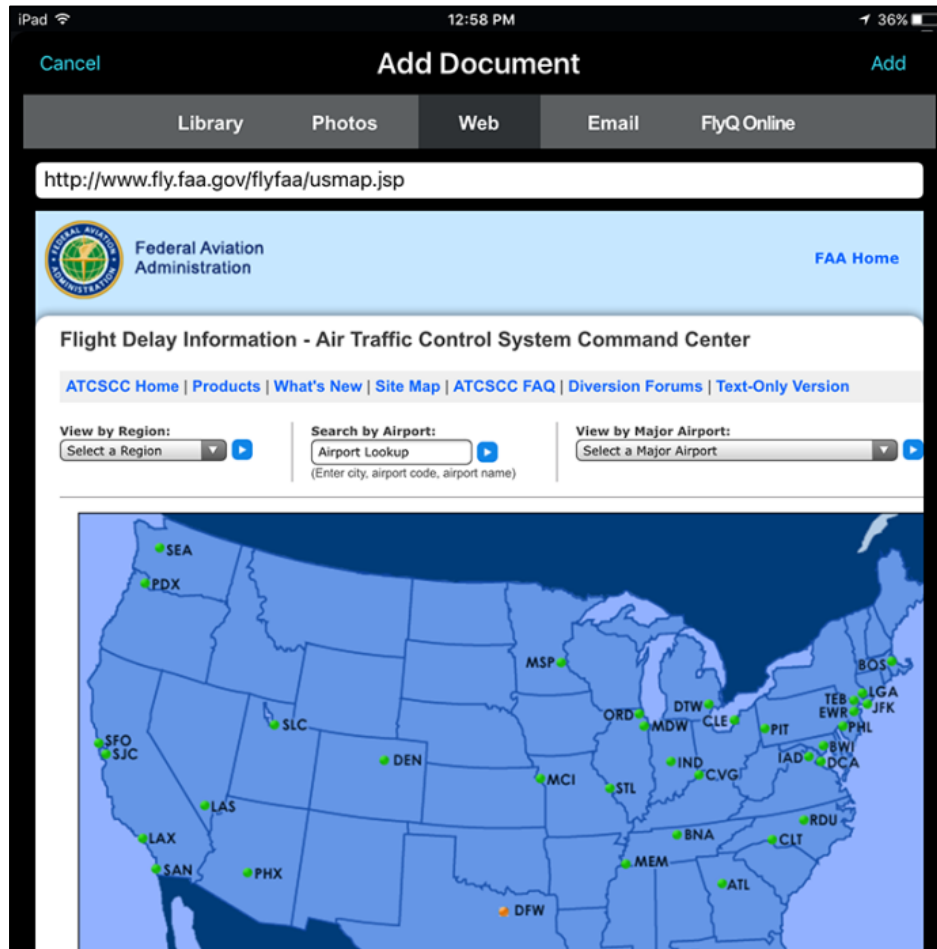 iPad 12:58 PM 36%
Cancel Add Document Add
Library Photos Web Email FlyQ Online
http://www.fly.faa.gov/flyfaa/usmap.jsp
FEDERAL AVIATION ADMINISTRATION
Federal Aviation
Administration
FAA Home
Flight Delay Information - Air Traffic Control System Command Center
ATCSCC Home | Products | What's New | Site Map | ATCSCC FAQ | Diversion Forums | Text-Only Version
View by Region: Search by Airport: View by Major Airport:
Select a Region Airport Lookup Select a Major Airport
(Enter city, airport code, airport name)
SEA
PDX
MSP
BOS
LGA
TEB
JFK
EWR
DTW
ORD
MDW
CLE
PIT
PHL
SLC
SFO
SJC
DEN
BWI
IAD
DCA
IND
CVG
MCI
STL
LAS
RDU
BNA
CLT
LAX
MEM
SAN
PHX
ATL
DFW